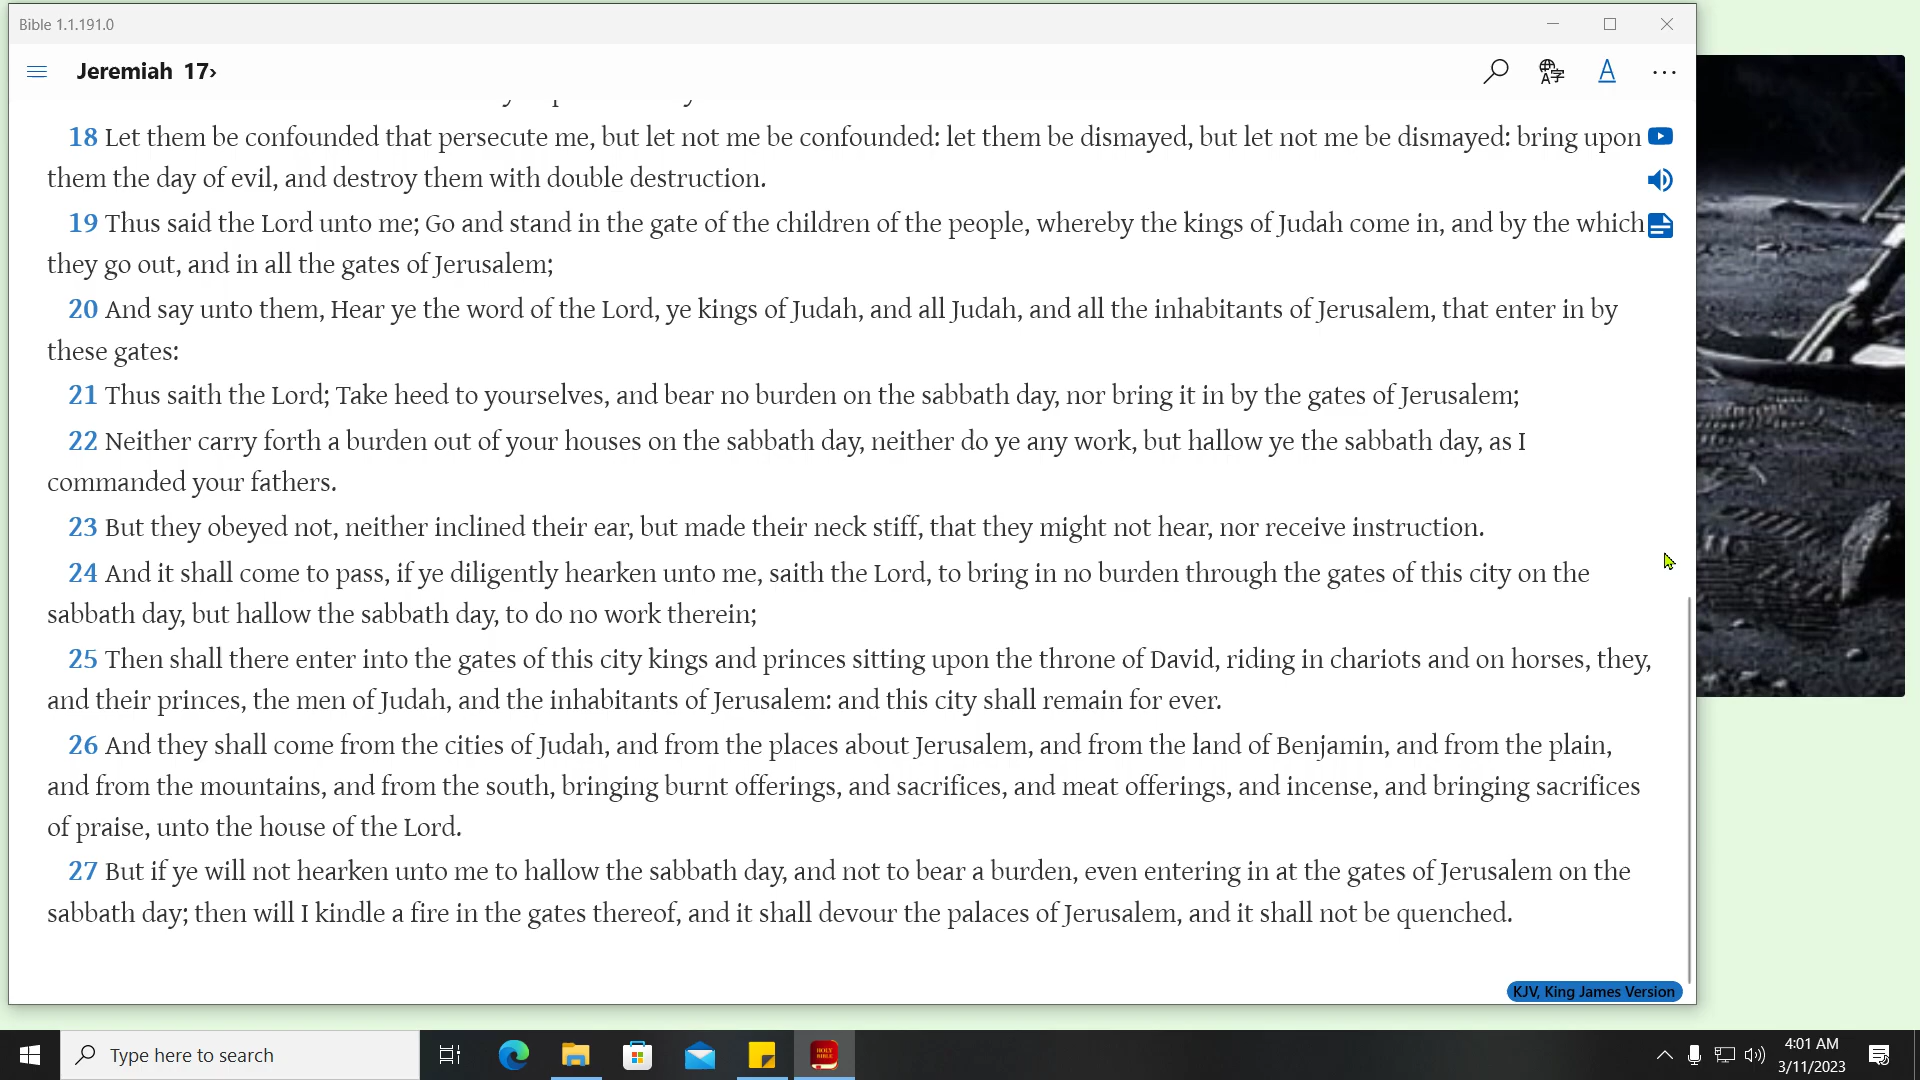 Bible 1.1.191.0
Jeremiah 17›
18 Let them be confounded that persecute me, but let not me be confounded: let them be dismayed, but let not me be dismayed: bring upon
them the day of evil, and destroy them with double destruction.
19 Thus said the Lord unto me; Go and stand in the gate of the children of the people, whereby the kings of Judah come in, and by the which
they go out, and in all the gates of Jerusalem;
20 And say unto them, Hear ye the word of the Lord, ye kings of Judah, and all Judah, and all the inhabitants of Jerusalem, that enter in by
these gates:
21 Thus saith the Lord; Take heed to yourselves, and bear no burden on the sabbath day, nor bring it in by the gates of Jerusalem;
22 Neither carry forth a burden out of your houses on the sabbath day, neither do ye any work, but hallow ye the sabbath day, as I
commanded your fathers.
23 But they obeyed not, neither inclined their ear, but made their neck stiff, that they might not hear, nor receive instruction.
24 And it shall come to pass, if ye diligently hearken unto me, saith the Lord, to bring in no burden through the gates of this city on the
sabbath day, but hallow the sabbath day, to do no work therein;
25 Then shall there enter into the gates of this city kings and princes sitting upon the throne of David, riding in chariots and on horses, they,
and their princes, the men of Judah, and the inhabitants of Jerusalem: and this city shall remain for ever.
26 And they shall come from the cities of Judah, and from the places about Jerusalem, and from the land of Benjamin, and from the plain,
and from the mountains, and from the south, bringing burnt offerings, and sacrifices, and meat offerings, and incense, and bringing sacrifices
of praise, unto the house of the Lord.
27 But if ye will not hearken unto me to hallow the sabbath day, and not to bear a burden, even entering in at the gates of Jerusalem on the
sabbath day; then will I kindle a fire in the gates thereof, and it shall devour the palaces of Jerusalem, and it shall not be quenched.
KJV, King James Version
Type here to search
HOLY BIBLE
4:01 AM
3/11/2023